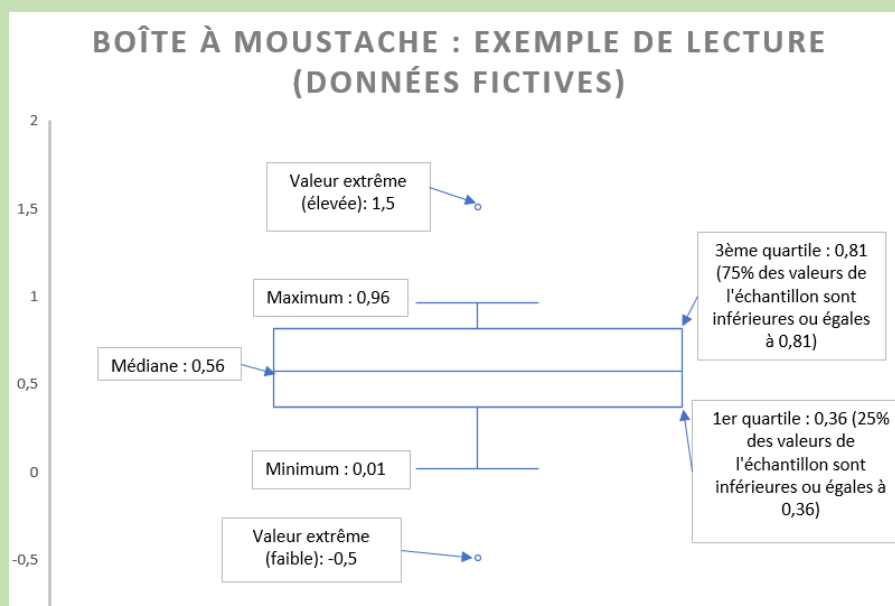 BOÎTE À MOUSTACHE : EXEMPLE DE LECTURE
(DONNÉES FICTIVES)
2
Valeur extrême
(élevée): 1,5
1,5
3ème quartile : 0,81
(75% des valeurs de
l'échantillon sont
inférieures ou égales
à 0,81)
Maximum : 0,96
1
Médiane : 0,56
0,5
1er quartile : 0,36 (25%
des valeurs de
l'échantillon sont
inférieures ou égales à
0,36)
Minimum : 0,01
0
Valeur extrême
(faible): -0,5
-0,5